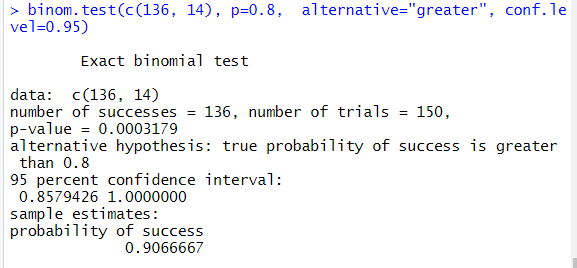 > binom.test(c(136, 14), p=0.8,  alternative="greater", conf.le
vel=0.95)
        Exact binomial test
data:  c(136, 14)
number of successes = 136, number of trials = 150,
p-value = 0.0003179
alternative hypothesis: true probability of success is greater
 than 0.8
95 percent confidence interval:
 0.8579426 1.0000000
sample estimates:
probability of success
             0.9066667